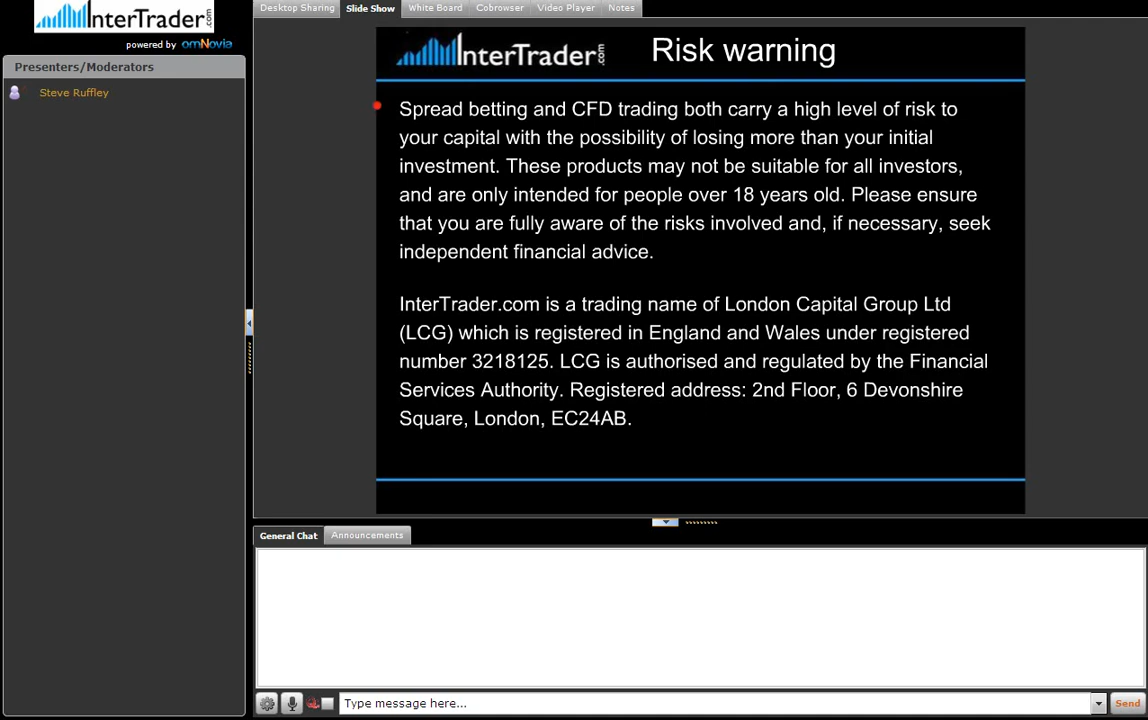 InterTrader.com
powered by omNovia
Presenters/Moderators
Steve Ruffley
Desktop Sharing
Slide Show
White Board
Cobrowser
Video Player
Notes
InterTrader.com
Risk warning
Spread betting and CFD trading both carry a high level of risk to
your capital with the possibility of losing more than your initial
investment. These products may not be suitable for all investors,
and are only intended for people over 18 years old. Please ensure
that you are fully aware of the risks involved and, if necessary, seek
independent financial advice.
InterTrader.com is a trading name of London Capital Group Ltd
(LCG) which is registered in England and Wales under registered
number 3218125. LCG is authorised and regulated by the Financial
Services Authority. Registered address: 2nd Floor, 6 Devonshire
Square, London, EC24AB.
General Chat
Announcements
Type message here...
Send